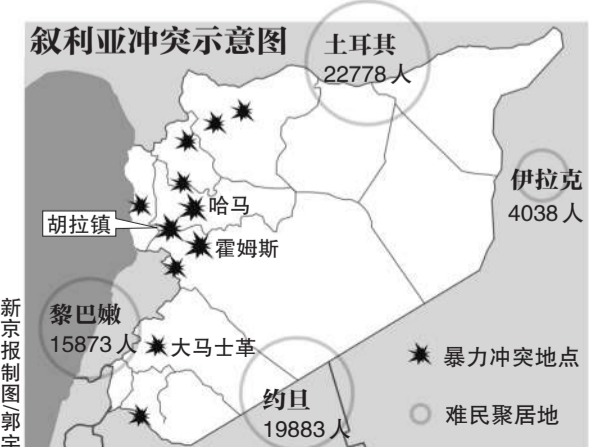 叙利亚冲突示意图
土耳其
22778人
伊拉克
4038人
哈马
胡拉镇
霍姆斯
黎巴嫩
15873人
大马士革
暴力冲突地点
约旦
19883人
难民聚居地
新京报制图/郭宇